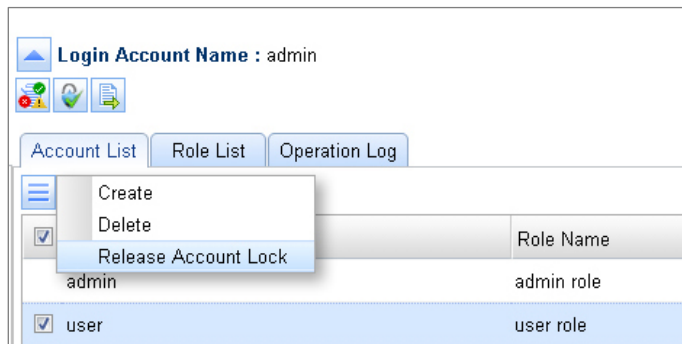 Login Account Name : admin
Account List Role List Operation Log
Create
Delete
Release Account Lock
Role Name
admin admin role
user user role